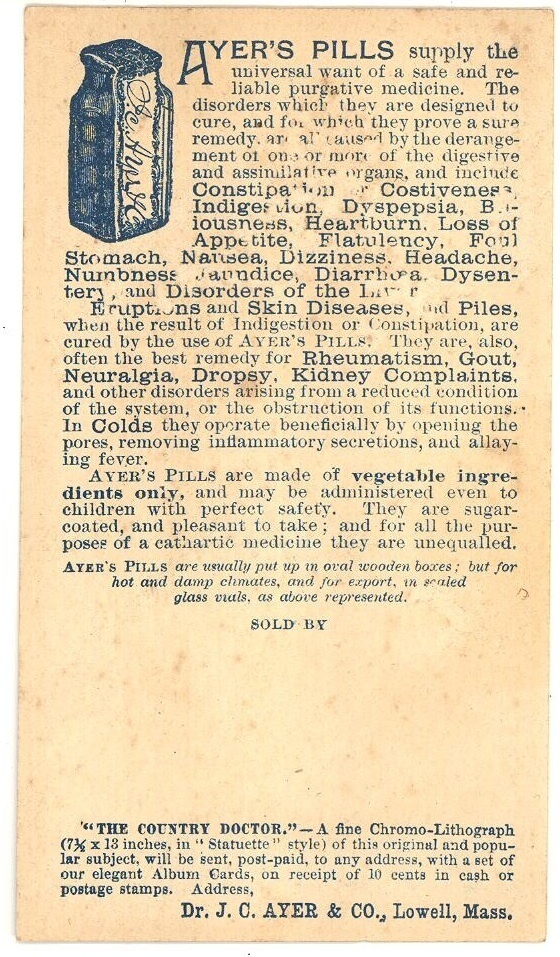 AYER'S PILLS supply the
universal want of a safe and re-
liable purgative medicine. The
disorders which they are designed to
cure, and for which they prove a sure
remedy, are all caused by the derange-
ment of one or more of the digestive
and assimilative organs, and include
Constipation or Costiveness,
Indigestion, Dyspepsia, Bil-
iousness, Heartburn, Loss of
Appetite, Flatulency, Foul
Stomach, Nausea, Dizziness, Headache,
Numbness, Jaundice, Diarrhœa, Dysen-
tery, and Disorders of the Liver
Eruptions and Skin Diseases, and Piles,
when the result of Indigestion or Constipation, are
cured by the use of AYER'S PILLS. They are, also,
often the best remedy for Rheumatism, Gout,
Neuralgia, Dropsy, Kidney Complaints,
and other disorders arising from a reduced condition
of the system, or the obstruction of its functions.
In Colds they operate beneficially by opening the
pores, removing inflammatory secretions, and allay-
ing fever.
AYER'S PILLS are made of vegetable ingre-
dients only, and may be administered even to
children with perfect safety. They are sugar-
coated, and pleasant to take; and for all the pur-
poses of a cathartic medicine they are unequalled.
AYER'S PILLS are usually put up in oval wooden boxes; but for
hot and damp climates, and for export, in sealed
glass vials, as above represented.
SOLD BY
"THE COUNTRY DOCTOR."—A fine Chromo-Lithograph
(7½ x 13 inches, in "Statuette" style) of this original and popu-
lar subject, will be sent, post-paid, to any address, with a set of
our elegant Album Cards, on receipt of 10 cents in cash or
postage stamps. Address,
Dr. J. C. AYER & CO., Lowell, Mass.